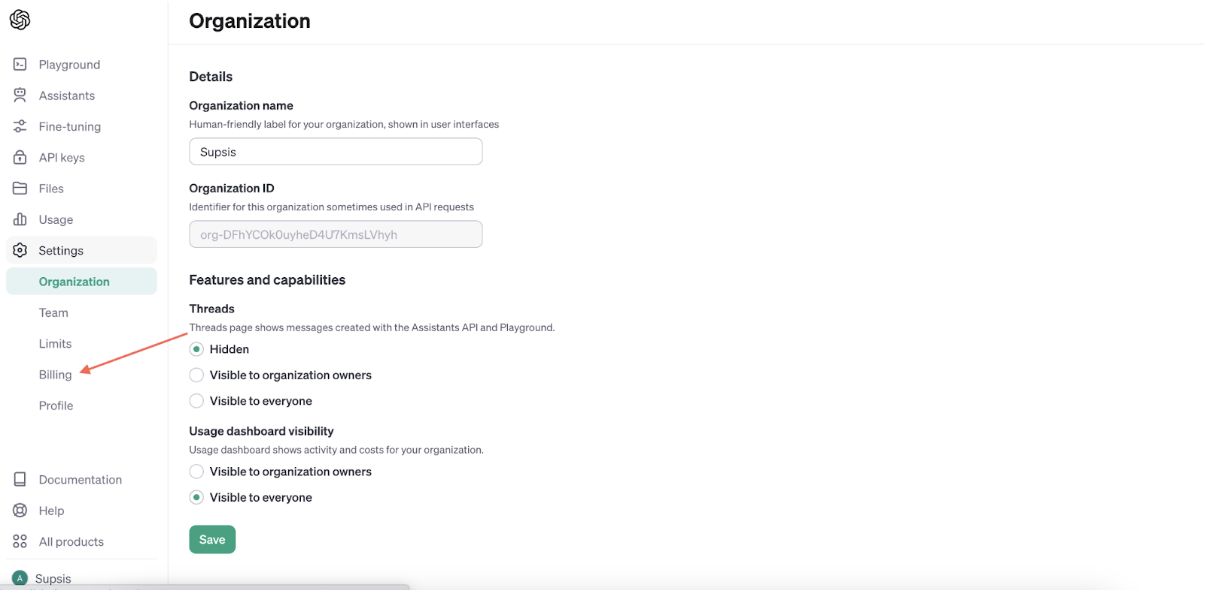 Organization
Playground
Assistants
Fine-tuning
API keys
Files
Usage
Settings
Organization
Team
Limits
Billing
Profile
Documentation
Help
All products
A Supsis
Details
Organization name
Human-friendly label for your organization, shown in user interfaces
Supsis
Organization ID
Identifier for this organization sometimes used in API requests
org-DFhYCOk0uyheD4U7KmsLVhyh
Features and capabilities
Threads
Threads page shows messages created with the Assistants API and Playground.
Hidden
Visible to organization owners
Visible to everyone
Usage dashboard visibility
Usage dashboard shows activity and costs for your organization.
Visible to organization owners
Visible to everyone
Save